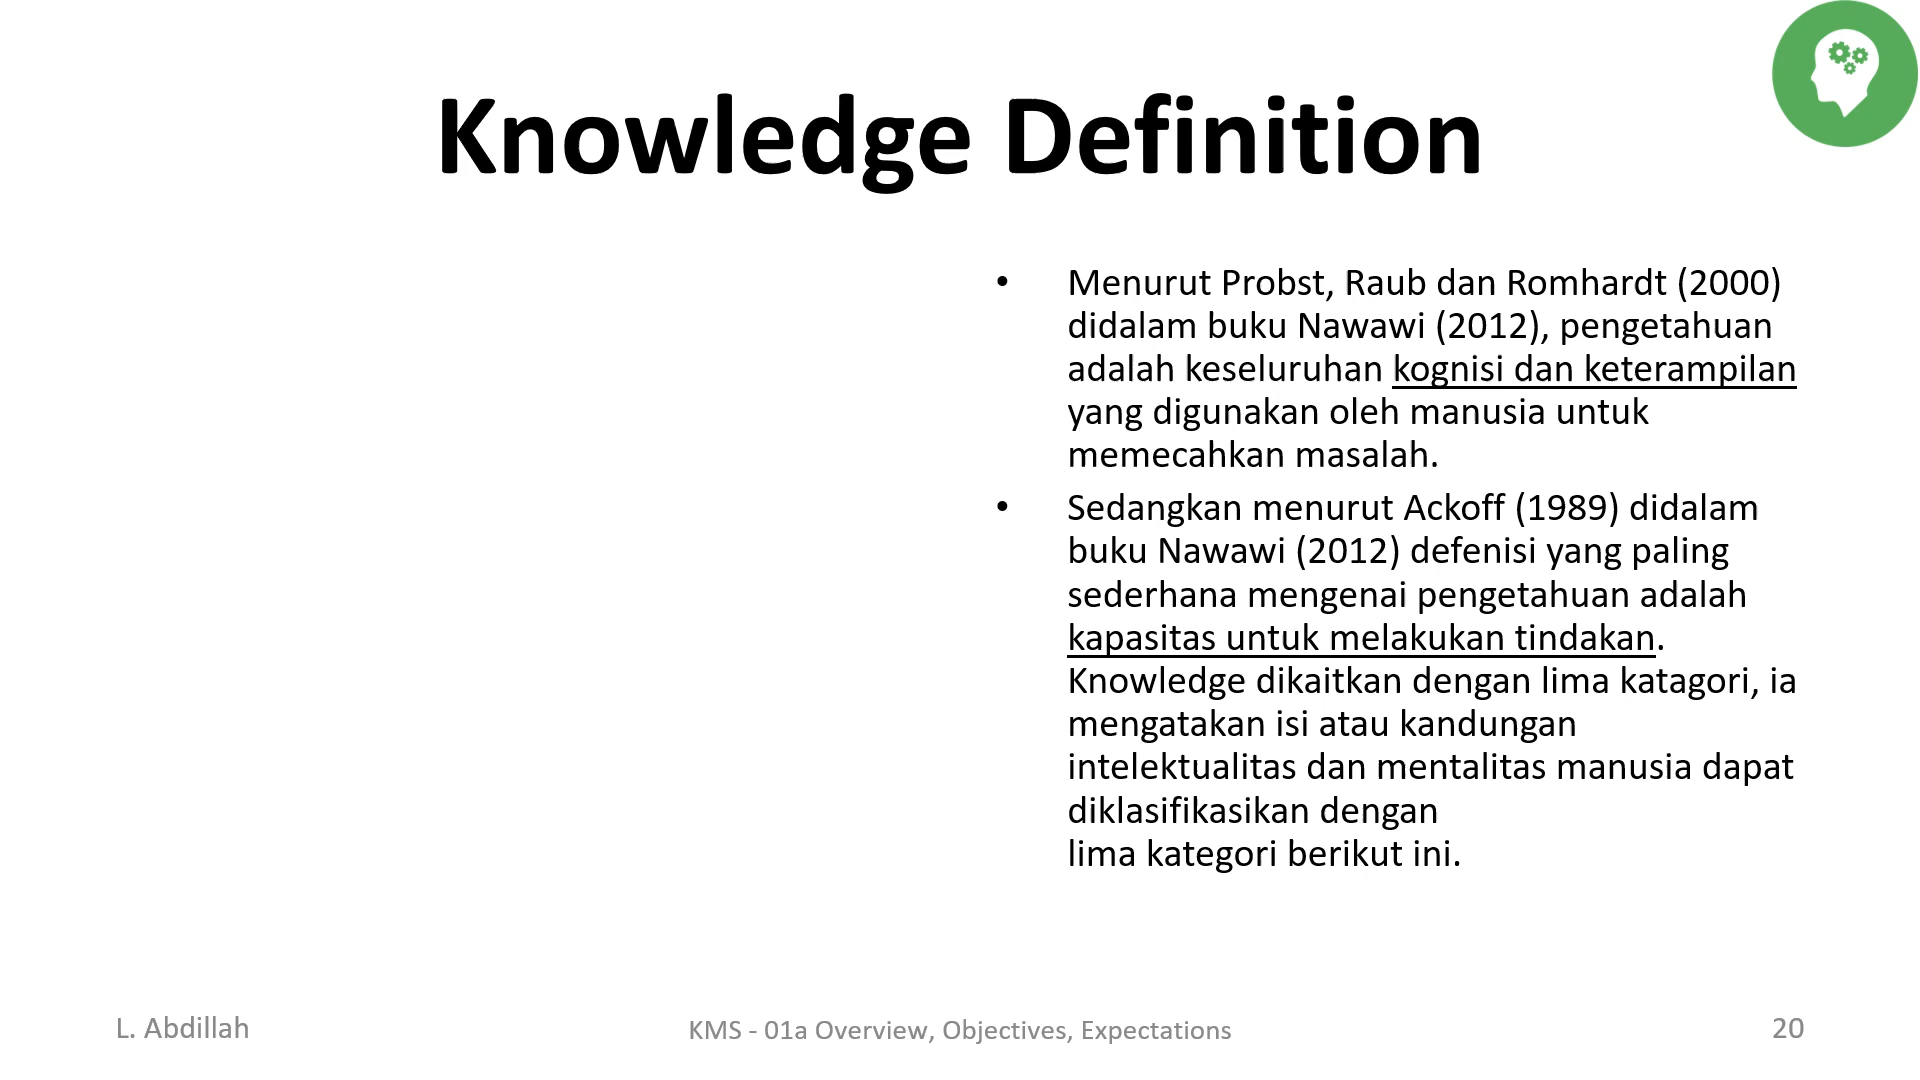 Knowledge Definition
• Menurut Probst, Raub dan Romhardt (2000)
didalam buku Nawawi (2012), pengetahuan
adalah keseluruhan kognisi dan keterampilan
yang digunakan oleh manusia untuk
memecahkan masalah.
• Sedangkan menurut Ackoff (1989) didalam
buku Nawawi (2012) defenisi yang paling
sederhana mengenai pengetahuan adalah
kapasitas untuk melakukan tindakan.
Knowledge dikaitkan dengan lima katagori, ia
mengatakan isi atau kandungan
intelektualitas dan mentalitas manusia dapat
diklasifikasikan dengan
lima kategori berikut ini.
L. Abdillah
KMS - 01a Overview, Objectives, Expectations
20